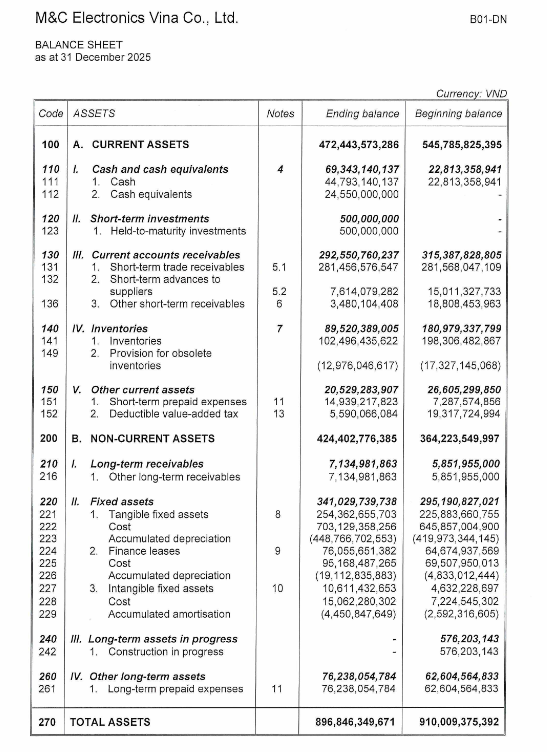 M&C Electronics Vina Co., Ltd. B01-DN
BALANCE SHEET
as at 31 December 2025
Currency: VND
Code ASSETS Notes Ending balance Beginning balance
100 A. CURRENT ASSETS 472,443,573,286 545,785,825,395
110 I. Cash and cash equivalents 4 69,343,140,137 22,813,358,941
111 1. Cash 44,793,140,137 22,813,358,941
112 2. Cash equivalents 24,550,000,000 -
120 II. Short-term investments 500,000,000 -
123 1. Held-to-maturity investments 500,000,000 -
130 III. Current accounts receivables 292,550,760,237 315,387,828,805
131 1. Short-term trade receivables 5.1 281,456,576,547 281,568,047,109
132 2. Short-term advances to
suppliers 5.2 7,614,079,282 15,011,327,733
136 3. Other short-term receivables 6 3,480,104,408 18,808,453,963
140 IV. Inventories 7 89,520,389,005 180,979,337,799
141 1. Inventories 102,496,435,622 198,306,482,867
149 2. Provision for obsolete
inventories (12,976,046,617) (17,327,145,068)
150 V. Other current assets 20,529,283,907 26,605,299,850
151 1. Short-term prepaid expenses 11 14,939,217,823 7,287,574,856
152 2. Deductible value-added tax 13 5,590,066,084 19,317,724,994
200 B. NON-CURRENT ASSETS 424,402,776,385 364,223,549,997
210 I. Long-term receivables 7,134,981,863 5,851,955,000
216 1. Other long-term receivables 7,134,981,863 5,851,955,000
220 II. Fixed assets 341,029,739,738 295,190,827,021
221 1. Tangible fixed assets 8 254,362,655,703 225,883,660,755
222 Cost 703,129,358,256 645,857,004,900
223 Accumulated depreciation (448,766,702,553) (419,973,344,145)
224 2. Finance leases 9 76,055,651,382 64,674,937,569
225 Cost 95,168,487,265 69,507,950,013
226 Accumulated depreciation (19,112,835,883) (4,833,012,444)
227 3. Intangible fixed assets 10 10,611,432,653 4,632,228,697
228 Cost 15,062,280,302 7,224,545,302
229 Accumulated amortisation (4,450,847,649) (2,592,316,605)
240 III. Long-term assets in progress - 576,203,143
242 1. Construction in progress - 576,203,143
260 IV. Other long-term assets 76,238,054,784 62,604,564,833
261 1. Long-term prepaid expenses 11 76,238,054,784 62,604,564,833
270 TOTAL ASSETS 896,846,349,671 910,009,375,392